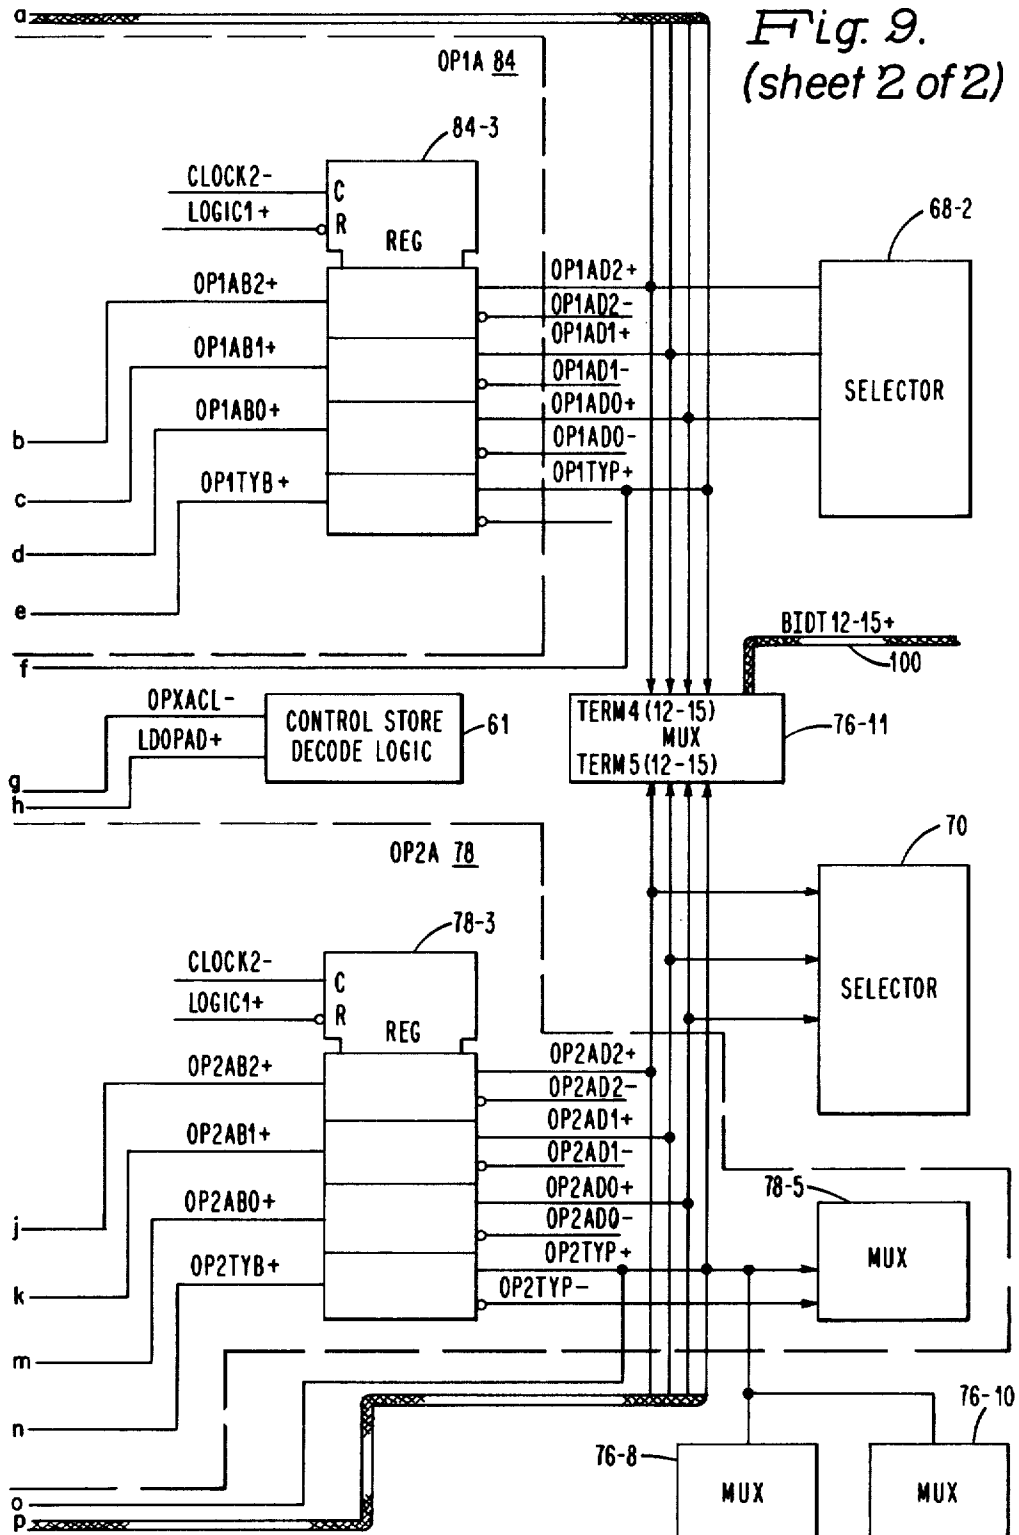 a
Fig. 9.
(sheet 2 of 2)
OP1A 84
84-3
CLOCK2-
C
LOGIC1+
R
REG
68-2
OP1AB2+
OP1AD2+
OP1AD2-
OP1AB1+
OP1AD1+
OP1AD1-
SELECTOR
OP1AB0+
OP1AD0+
b
OP1AD0-
OP1TYB+
OP1TYP+
c
d
e
BIDT12-15+
f
100
OPXACL-
CONTROL STORE
DECODE LOGIC
61
TERM4 (12-15)
MUX
TERM5 (12-15)
76-11
LDOPAD+
g
h
OP2A 78
70
78-3
CLOCK2-
C
LOGIC1+
R
REG
SELECTOR
OP2AB2+
OP2AD2+
OP2AD2-
OP2AB1+
OP2AD1+
OP2AD1-
OP2AB0+
OP2AD0+
78-5
j
OP2AD0-
OP2TYB+
OP2TYP+
MUX
k
OP2TYP-
m
n
76-10
76-8
MUX
MUX
o
p